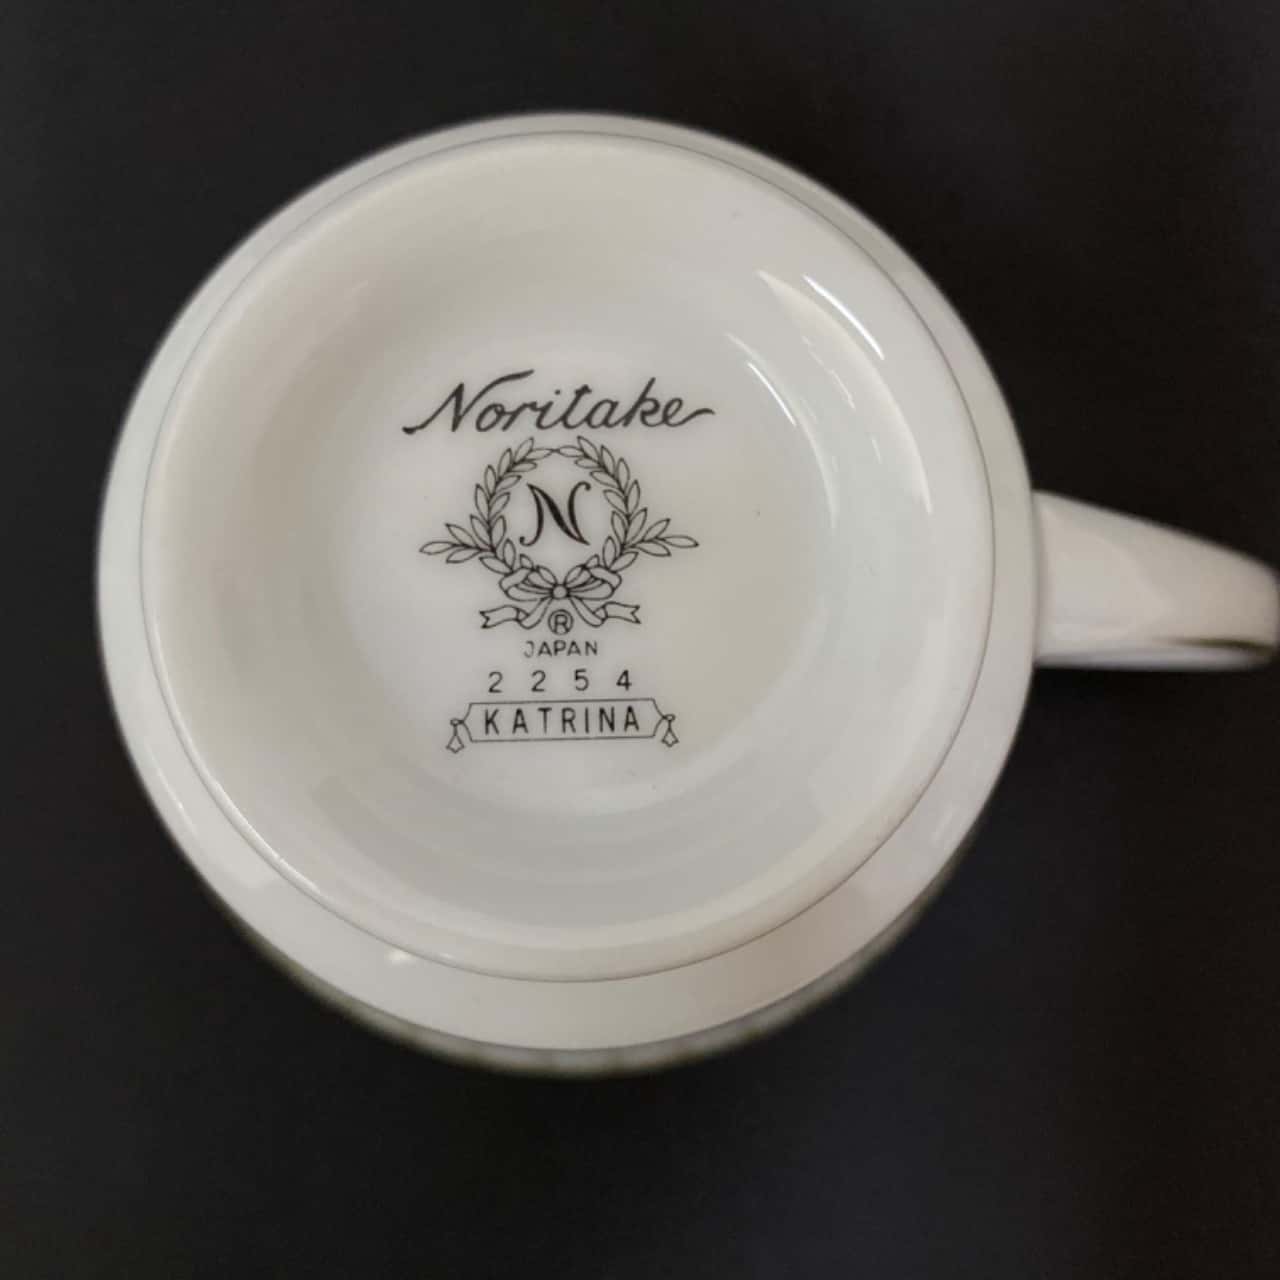 Noritake
N
®
JAPAN
2254
KATRINA